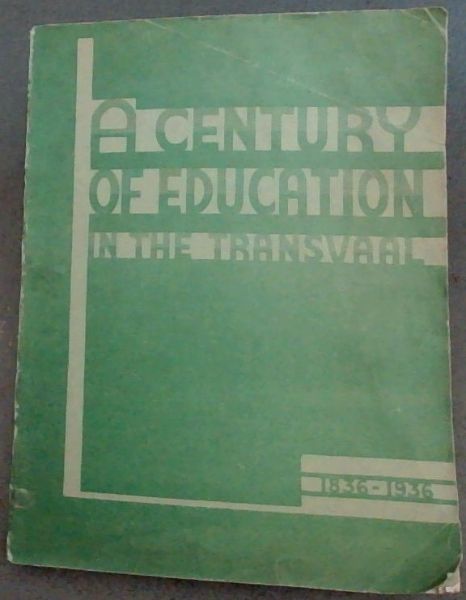 A CENTURY
OF EDUCATION
IN THE TRANSVAAL
1836-1936